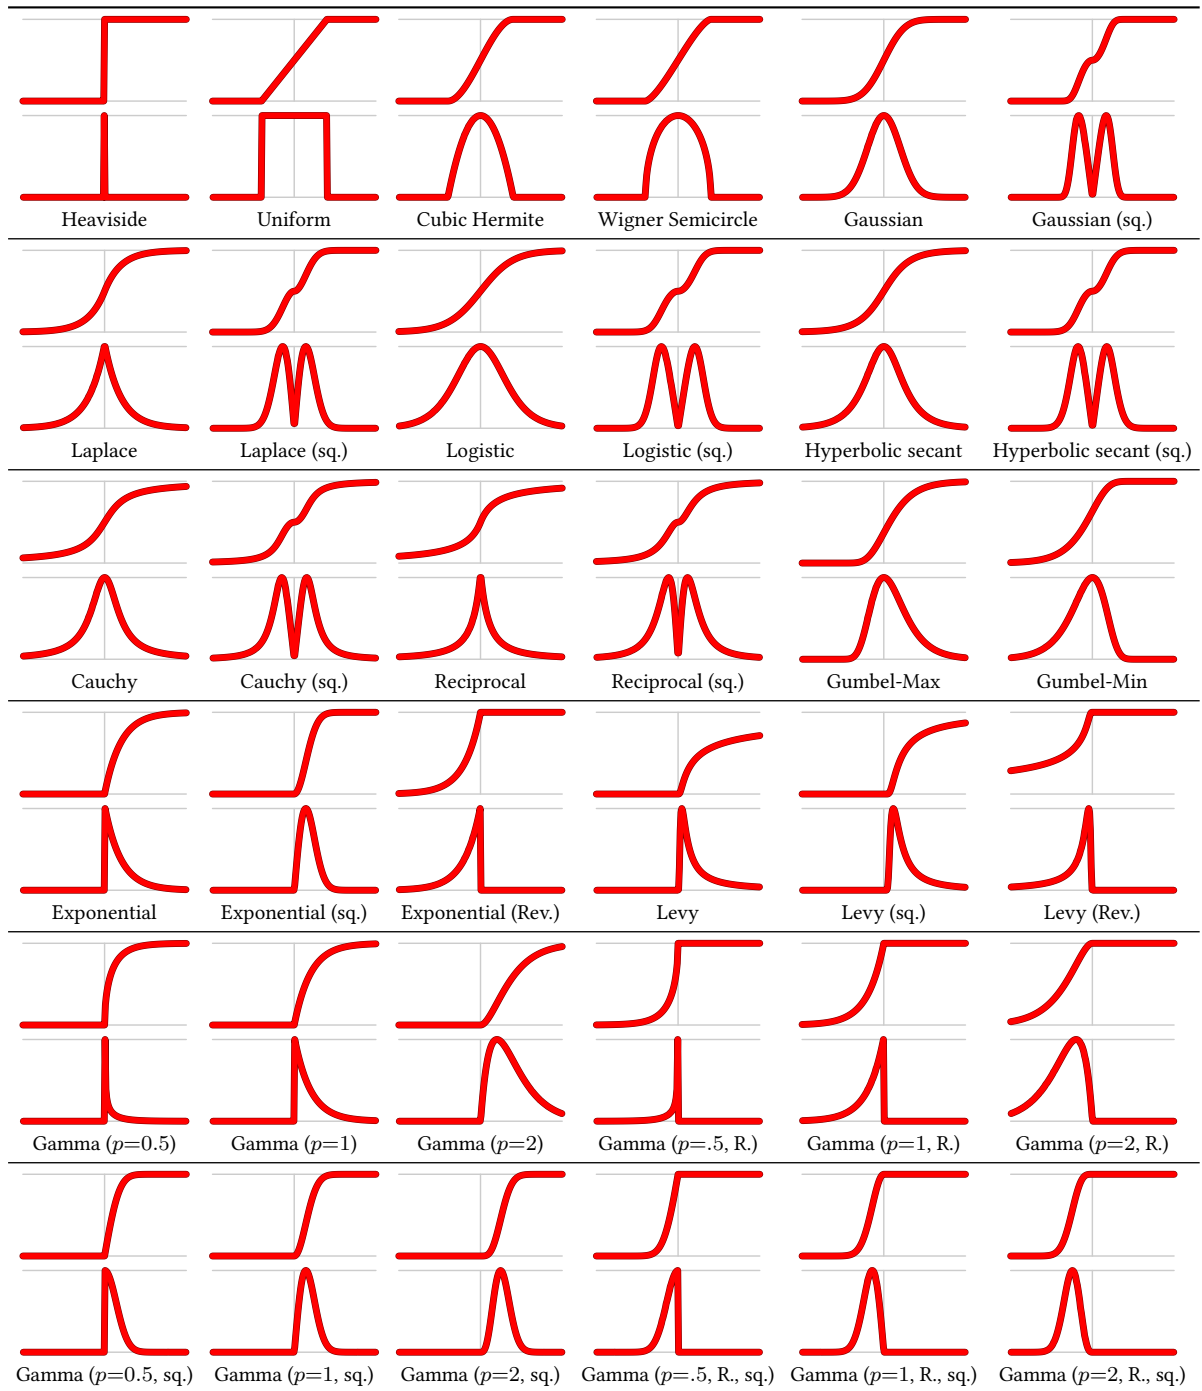 Heaviside Uniform Cubic Hermite Wigner Semicircle Gaussian Gaussian (sq.)
Laplace Laplace (sq.) Logistic Logistic (sq.) Hyperbolic secant Hyperbolic secant (sq.)
Cauchy Cauchy (sq.) Reciprocal Reciprocal (sq.) Gumbel-Max Gumbel-Min
Exponential Exponential (sq.) Exponential (Rev.) Levy Levy (sq.) Levy (Rev.)
Gamma (p=0.5) Gamma (p=1) Gamma (p=2) Gamma (p=.5, R.) Gamma (p=1, R.) Gamma (p=2, R.)
Gamma (p=0.5, sq.) Gamma (p=1, sq.) Gamma (p=2, sq.) Gamma (p=.5, R., sq.) Gamma (p=1, R., sq.) Gamma (p=2, R., sq.)